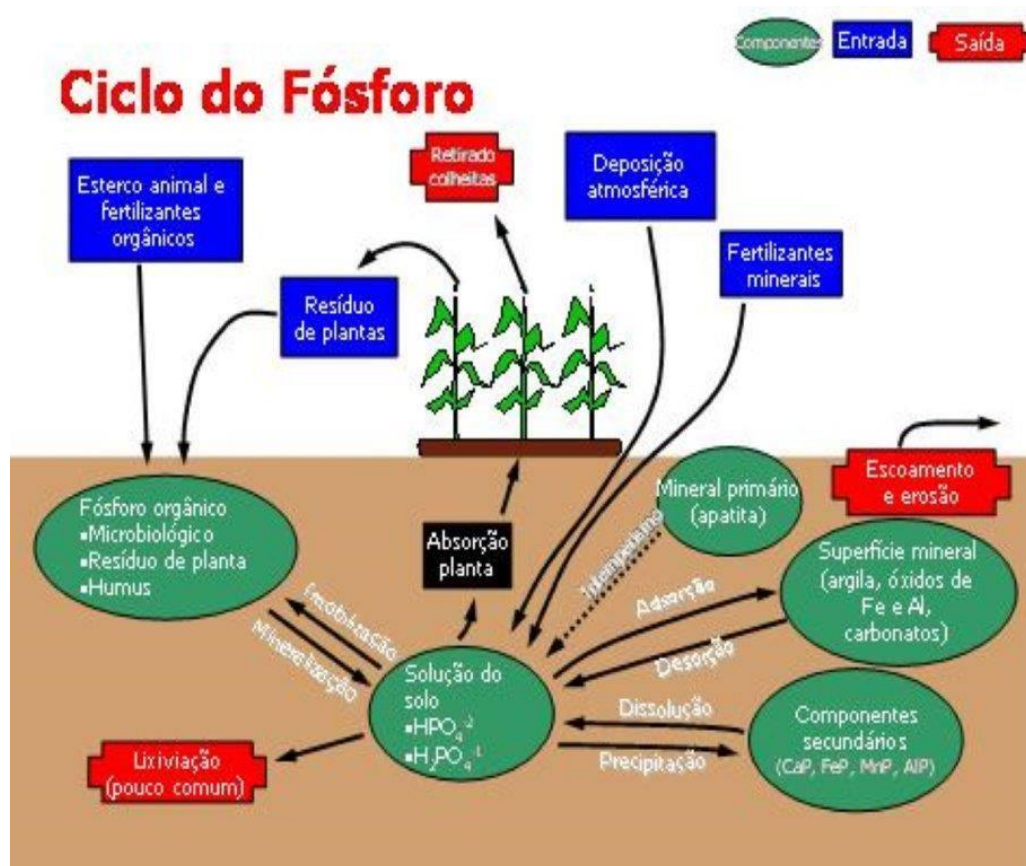 Componentes
Entrada
Saída
Ciclo do Fósforo
Retirado
colheitas
Deposição
atmosférica
Esterco animal e
fertilizantes
orgânicos
Fertilizantes
minerais
Resíduo
de plantas
Escoamento
e erosão
Mineral primário
(apatita)
Fósforo orgânico
▪Microbiológico
▪Resíduo de planta
▪Humus
Absorção
planta
Intemperismo
Superfície mineral
(argila, óxidos de
Fe e Al,
carbonatos)
Adsorção
Desorção
Imobilização
Mineralização
Solução do
solo
▪HPO₄⁻²
▪H₂PO₄⁻¹
Dissolução
Precipitação
Componentes
secundários
(CaP, FeP, MnP, AlP)
Lixiviação
(pouco comum)